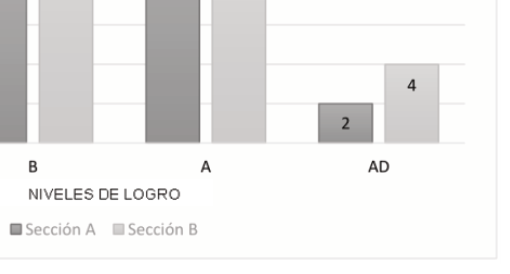 4
2
B A AD
NIVELES DE LOGRO
Sección A Sección B